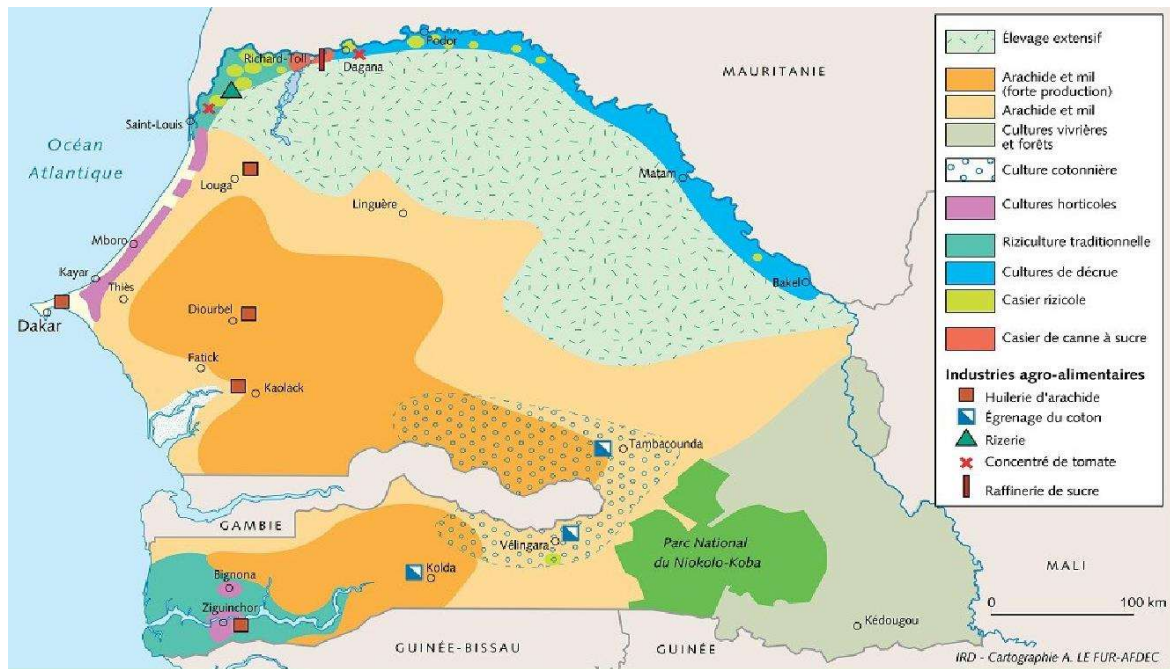 MAURITANIE
Océan
Atlantique
Richard-Toll
Podor
Dagana
Saint-Louis
Louga
Linguère
Matam
Mboro
Kayar
Thiès
Dakar
Diourbel
Bakel
Fatick
Kaolack
Tambacounda
GAMBIE
Vélingara
Parc National
du Niokolo-Koba
Bignona
Kolda
Ziguinchor
Kédougou
GUINÉE-BISSAU
GUINÉE
MALI
0
100 km
Élevage extensif
Arachide et mil
(forte production)
Arachide et mil
Cultures vivrières
et forêts
Culture cotonnière
Cultures horticoles
Riziculture traditionnelle
Cultures de décrue
Casier rizicole
Casier de canne à sucre
Industries agro-alimentaires
Huilerie d'arachide
Égrenage du coton
Rizerie
Concentré de tomate
Raffinerie de sucre
IRD - Cartographie A. LE FUR-AFDEC